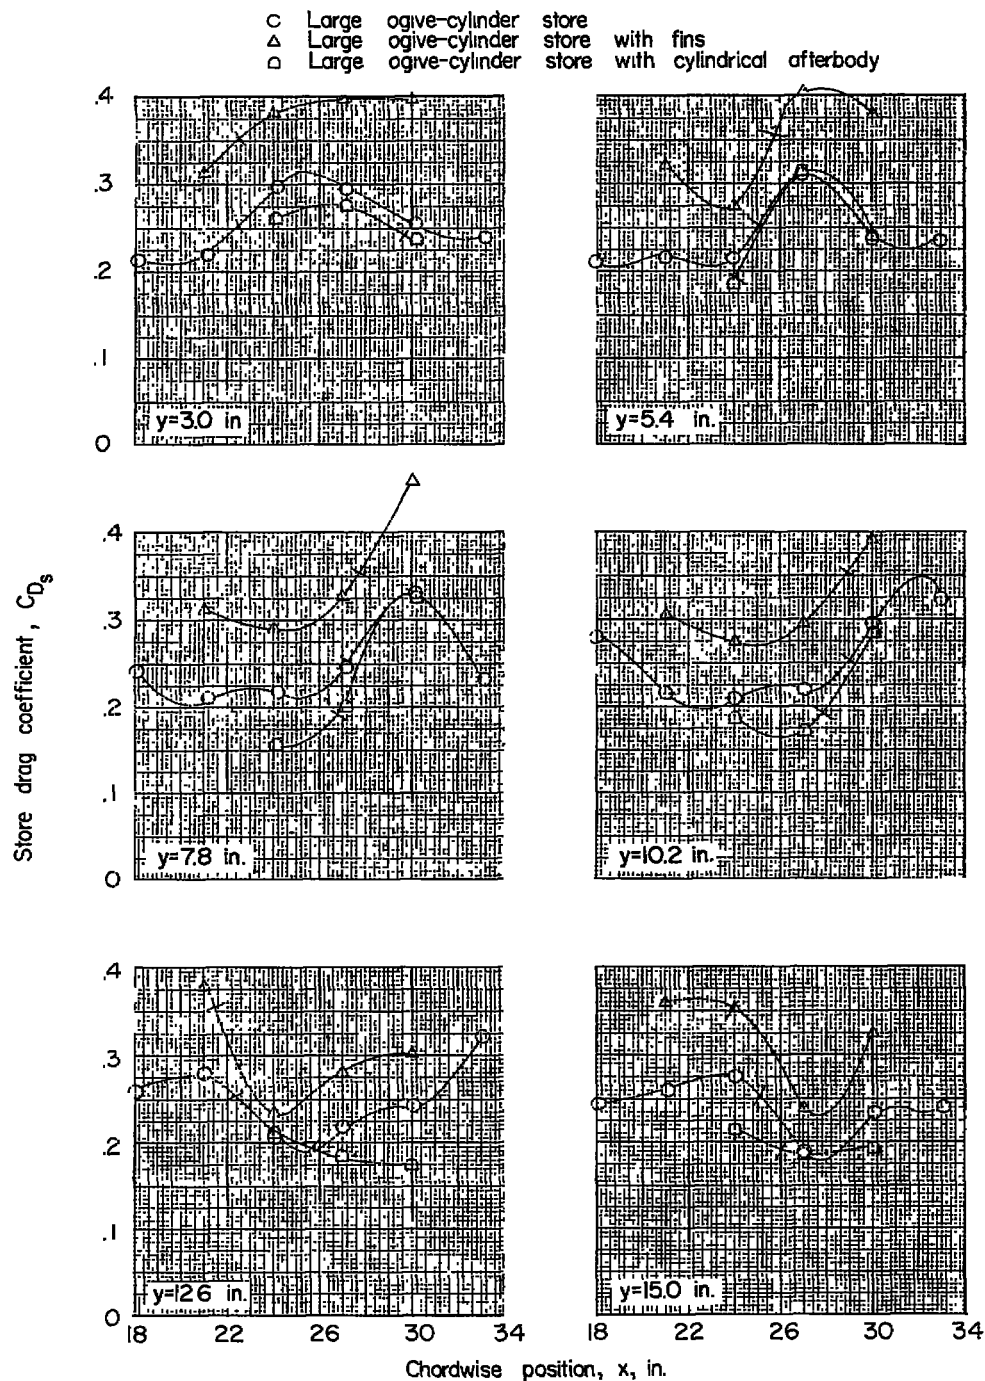 Large ogive-cylinder store
Large ogive-cylinder store with fins
Large ogive-cylinder store with cylindrical afterbody
.4
.3
.2
.1
0
y=3.0 in
y=5.4 in.
.4
.3
.2
.1
0
y=7.8 in.
y=10.2 in.
Store drag coefficient, C_Ds
.4
.3
.2
.1
0
y=12.6 in.
y=15.0 in.
18 22 26 30 34
18 22 26 30 34
Chordwise position, x, in.